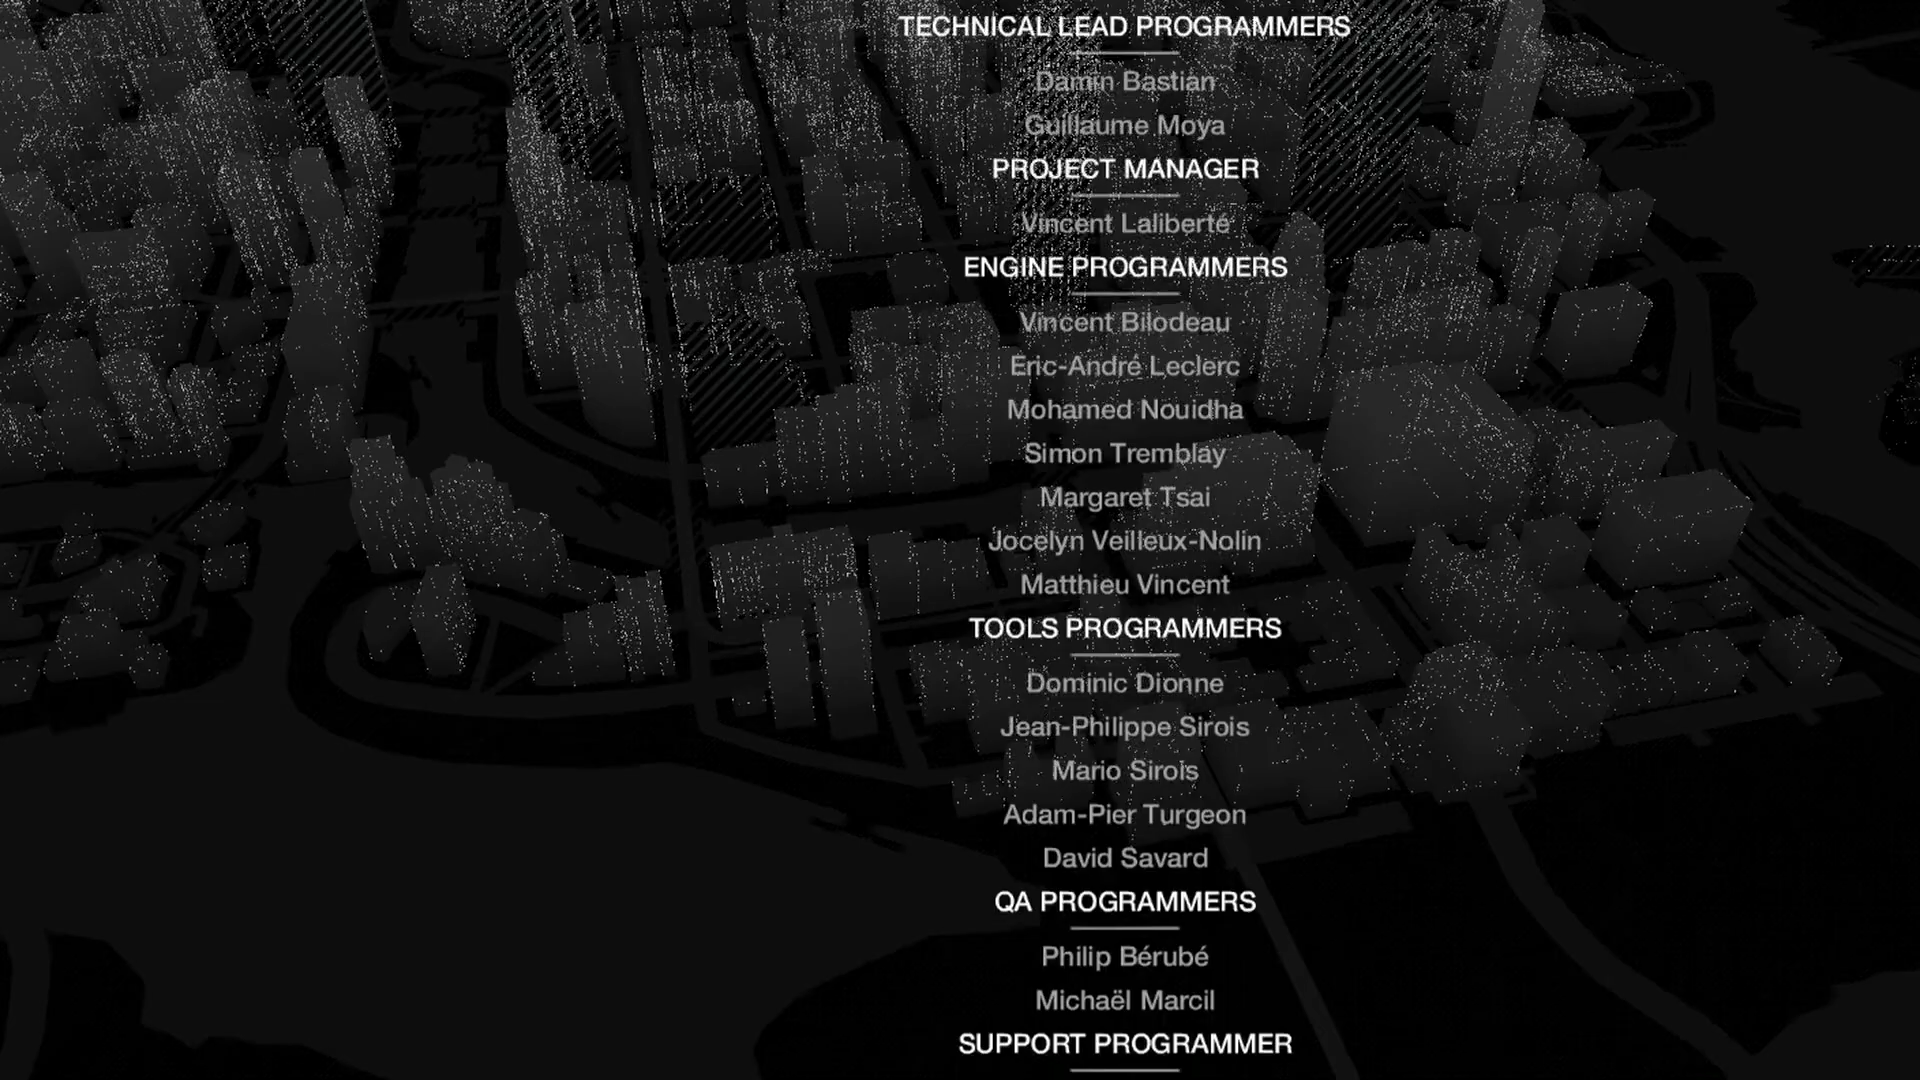 TECHNICAL LEAD PROGRAMMERS
Damin Bastian
Guillaume Moya
PROJECT MANAGER
Vincent Laliberté
ENGINE PROGRAMMERS
Vincent Bilodeau
Éric-André Leclerc
Mohamed Nouidha
Simon Tremblay
Margaret Tsai
Jocelyn Veilleux-Nolin
Matthieu Vincent
TOOLS PROGRAMMERS
Dominic Dionne
Jean-Philippe Sirois
Mario Sirois
Adam-Pier Turgeon
David Savard
QA PROGRAMMERS
Philip Bérubé
Michaël Marcil
SUPPORT PROGRAMMER